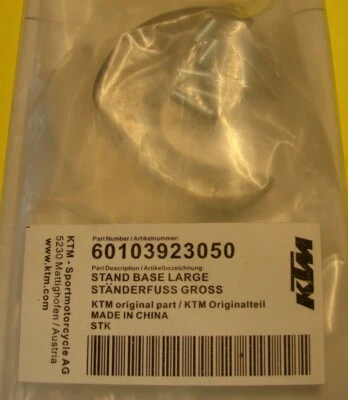 Part Number / Artikelnummer:
60103923050
Part Description / Artikelbezeichnung:
STAND BASE LARGE
STÄNDERFUSS GROSS
KTM original part / KTM Originalteil
MADE IN CHINA
STK
KTM - Sportmotorcycle AG
5230 Mattighofen / Austria
www.ktm.com
KTM